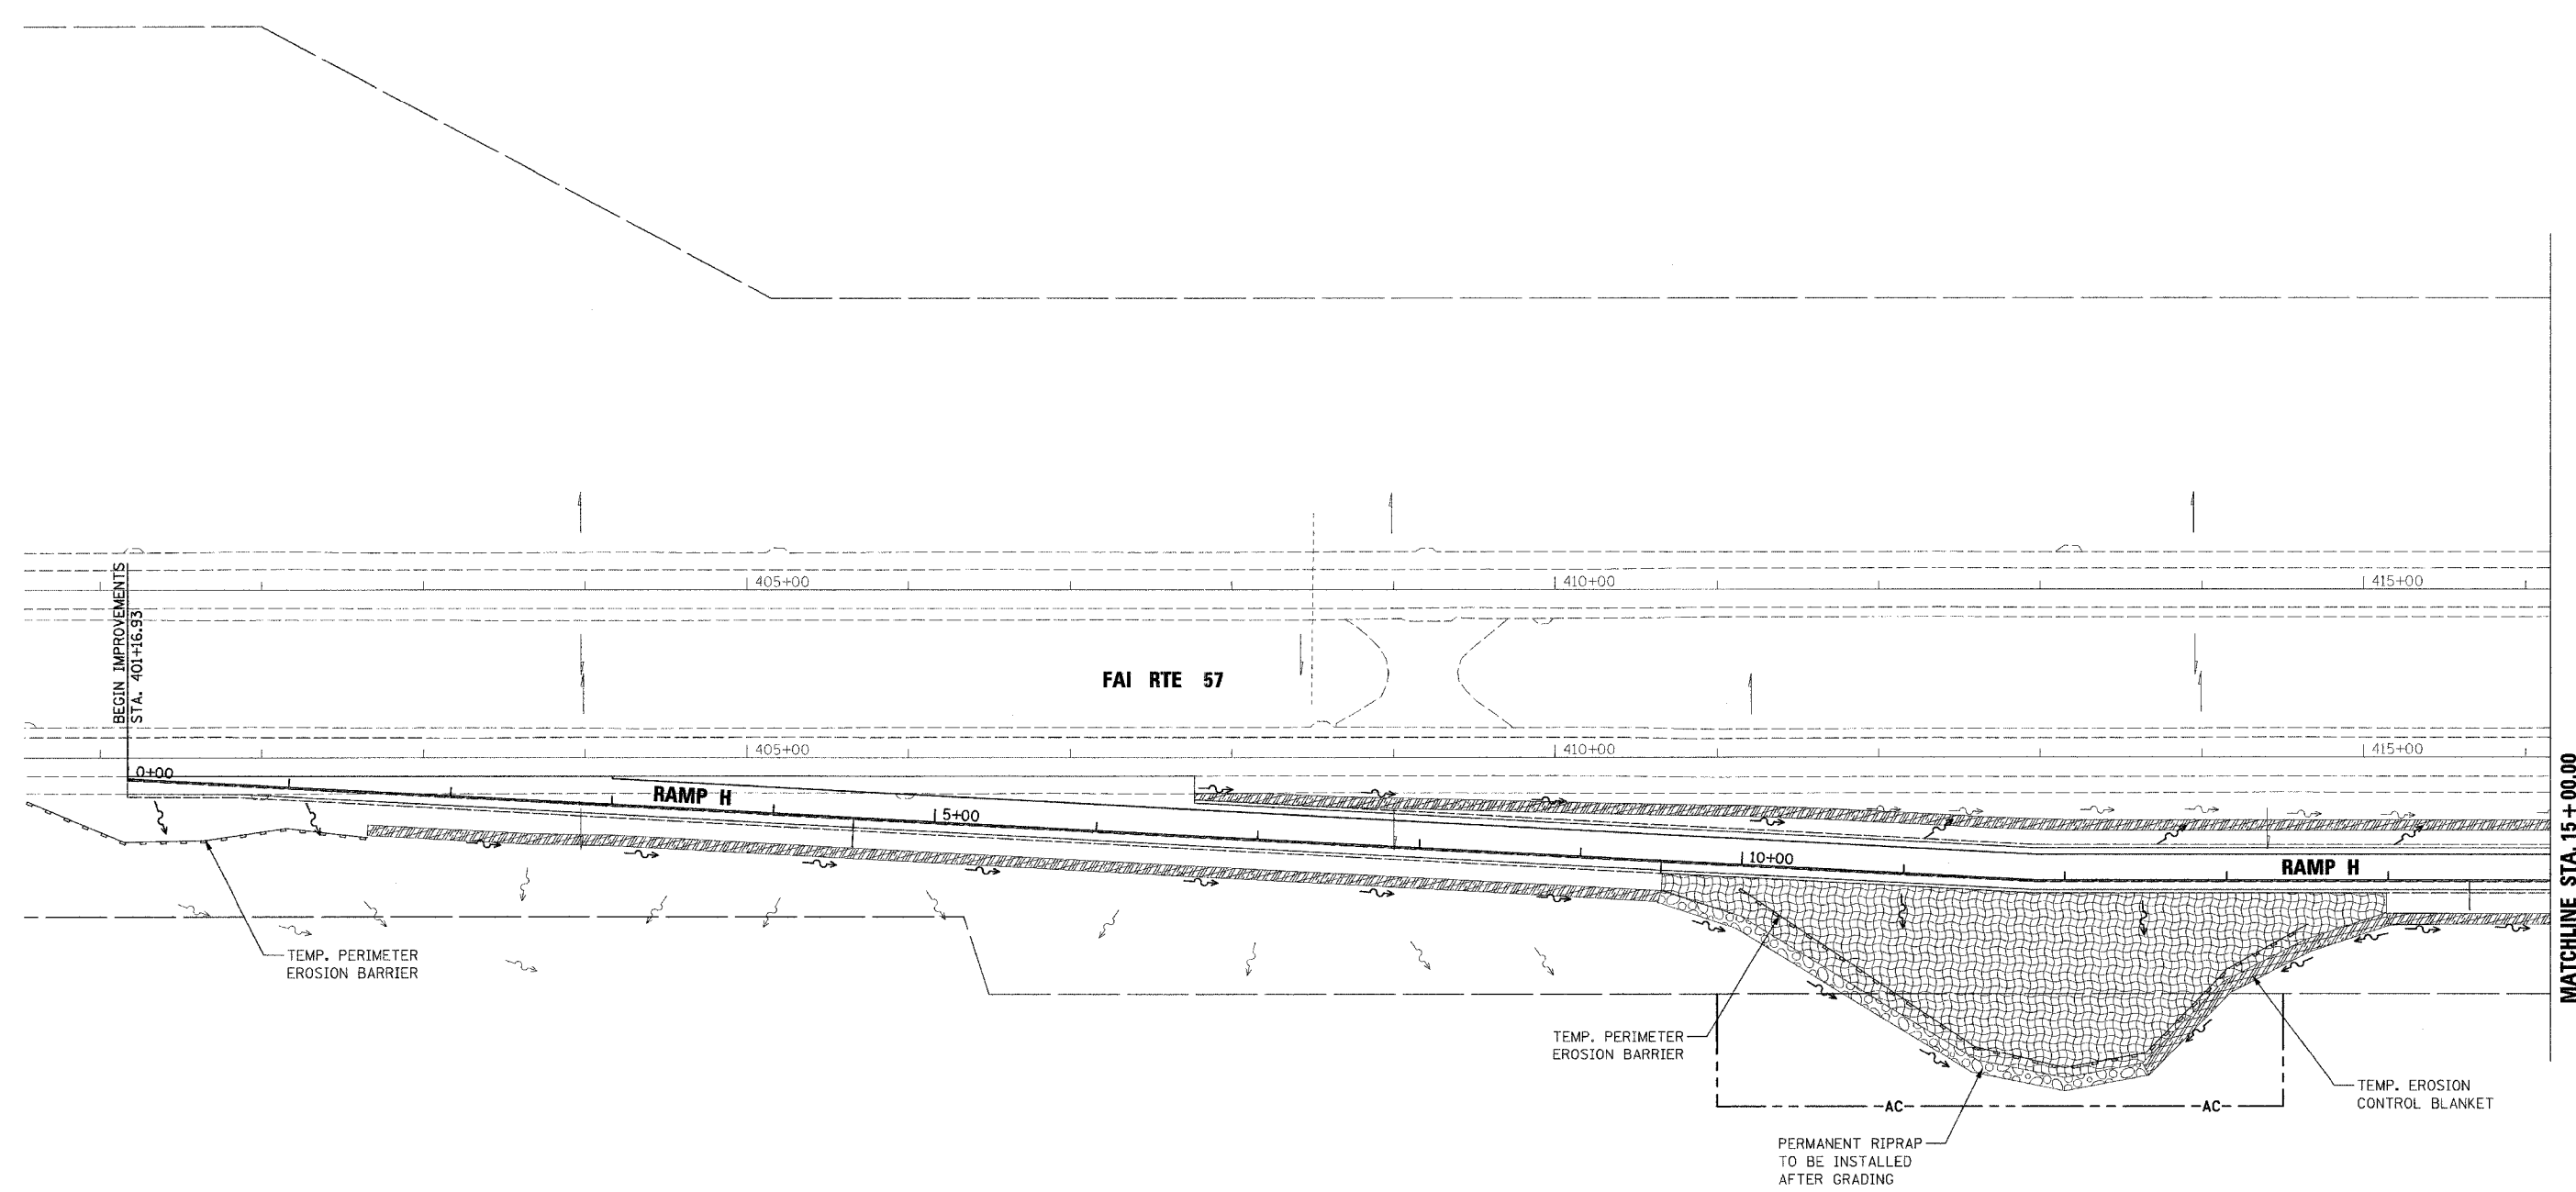 405+00
410+00
415+00
BEGIN IMPROVEMENTS
STA. 401+16.93
FAI RTE 57
405+00
410+00
415+00
0+00
RAMP H
5+00
10+00
RAMP H
MATCHLINE STA. 15+000.00
TEMP. PERIMETER
EROSION BARRIER
TEMP. PERIMETER
EROSION BARRIER
AC
AC
TEMP. EROSION
CONTROL BLANKET
PERMANENT RIPRAP
TO BE INSTALLED
AFTER GRADING